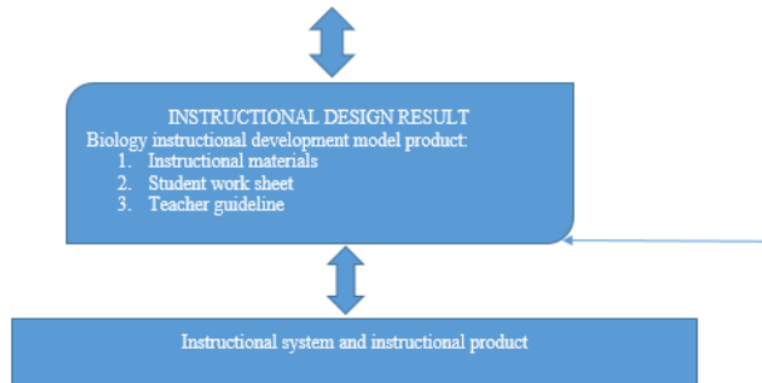 INSTRUCTIONAL DESIGN RESULT
Biology instructional development model product:
1. Instructional materials
2. Student work sheet
3. Teacher guideline
Instructional system and instructional product